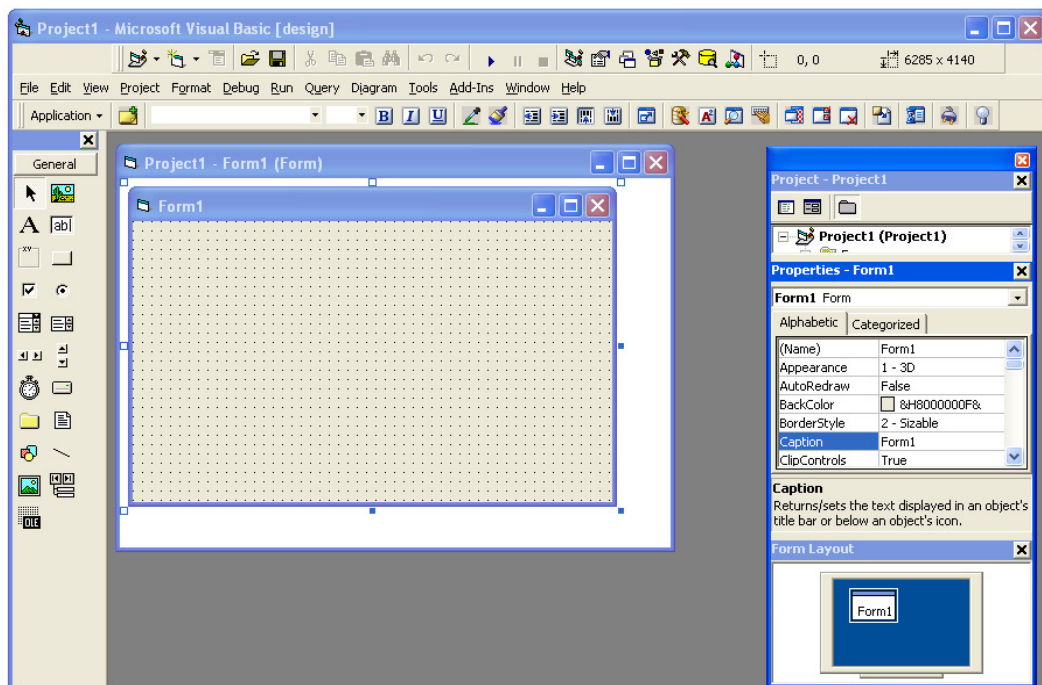 Project1 - Microsoft Visual Basic [design]
0, 0 6285 x 4140
File Edit View Project Format Debug Run Query Diagram Tools Add-Ins Window Help
Application B I U A
General
A ab|
XY
OLE
Project1 - Form1 (Form)
Form1
Project - Project1
Project1 (Project1)
Properties - Form1
Form1 Form
Alphabetic Categorized
(Name) Form1
Appearance 1 - 3D
AutoRedraw False
BackColor &H8000000F&
BorderStyle 2 - Sizable
Caption Form1
ClipControls True
Caption
Returns/sets the text displayed in an object's
title bar or below an object's icon.
Form Layout
Form1